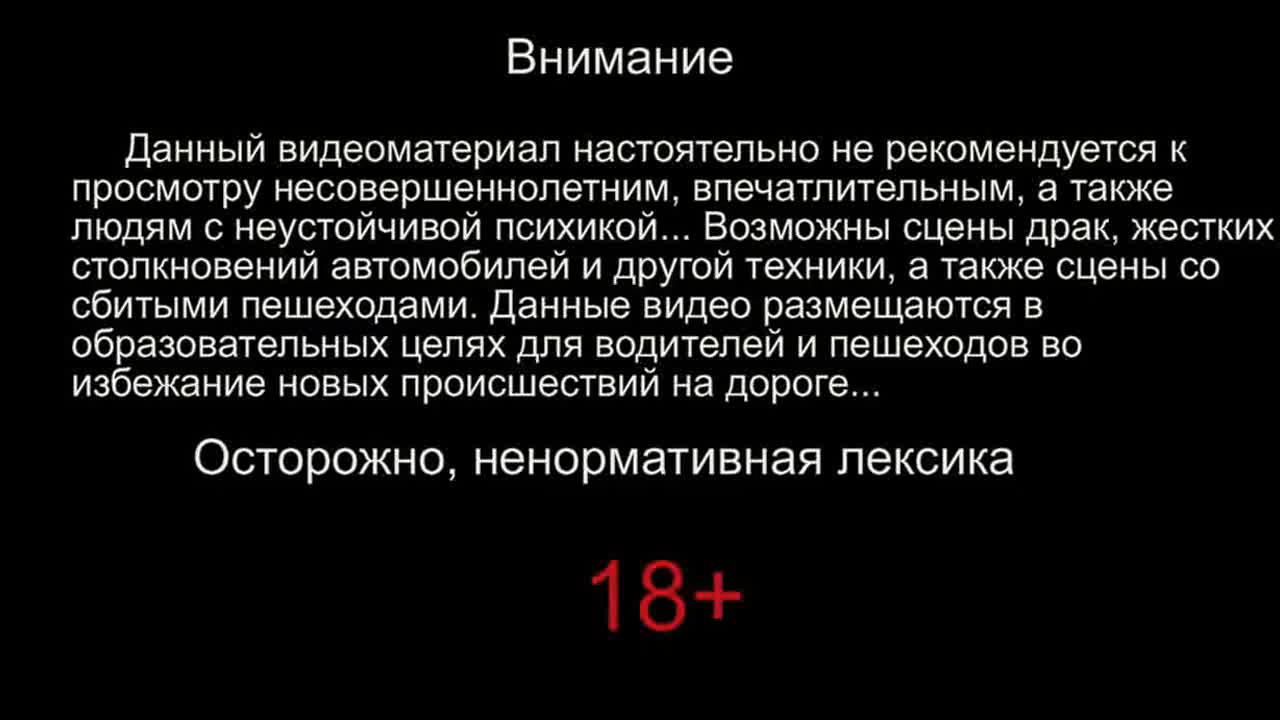 Внимание
Данный видеоматериал настоятельно не рекомендуется к
просмотру несовершеннолетним, впечатлительным, а также
людям с неустойчивой психикой... Возможны сцены драк, жестких
столкновений автомобилей и другой техники, а также сцены со
сбитыми пешеходами. Данные видео размещаются в
образовательных целях для водителей и пешеходов во
избежание новых происшествий на дороге...
Осторожно, ненормативная лексика
18+